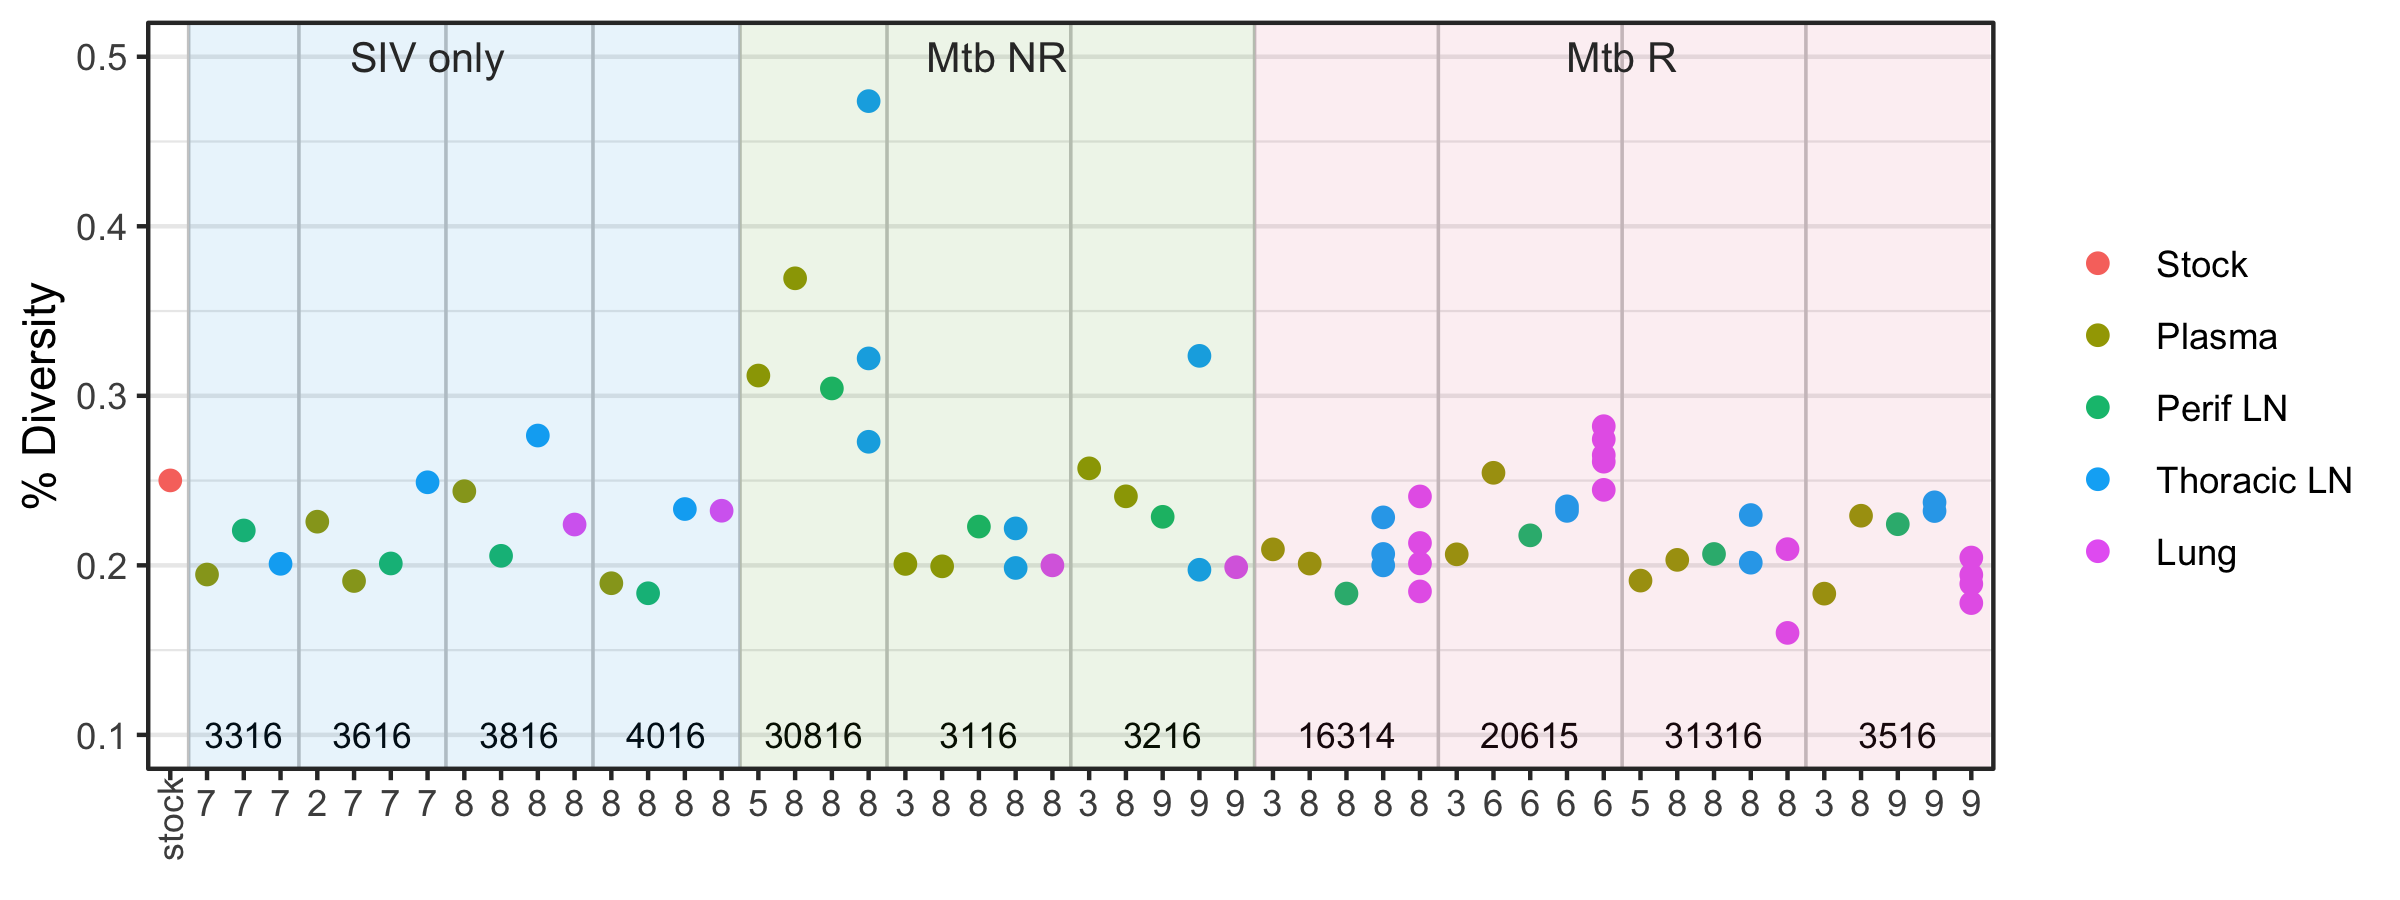 SIV only Mtb NR Mtb R
% Diversity
0.5
0.4
0.3
0.2
0.1
3316 3616 3816 4016 30816 3116 3216 16314 20615 31316 3516
stock 7 7 7 2 7 7 7 8 8 8 8 8 8 8 8 5 8 8 8 3 8 8 8 8 3 8 9 9 9 3 8 8 8 8 3 6 6 6 6 5 8 8 8 8 3 8 9 9 9
Stock
Plasma
Perif LN
Thoracic LN
Lung